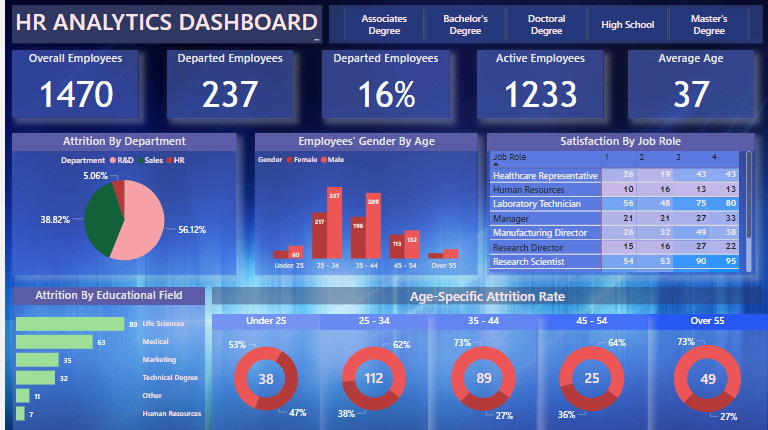 HR ANALYTICS DASHBOARD_
Associates Degree
Bachelor's Degree
Doctoral Degree
High School
Master's Degree
Overall Employees
1470
Departed Employees
237
Departed Employees
16%
Active Employees
1233
Average Age
37
Attrition By Department
Department R&D Sales HR
5.06%
38.82%
56.12%
Employees' Gender By Age
Gender Female Male
60
217
337
196
309
113
132
Under 25
25 - 34
35 - 44
45 - 54
Over 55
Satisfaction By Job Role
Job Role 1 2 3 4
Healthcare Representative 26 19 43 43
Human Resources 10 16 13 13
Laboratory Technician 56 48 75 80
Manager 21 21 27 33
Manufacturing Director 26 32 49 38
Research Director 15 16 27 22
Research Scientist 54 53 90 95
Attrition By Educational Field
89 Life Sciences
63 Medical
35 Marketing
32 Technical Degree
11 Other
7 Human Resources
Age-Specific Attrition Rate
Under 25
53%
38
47%
25 - 34
62%
112
38%
35 - 44
73%
89
27%
45 - 54
64%
25
36%
Over 55
73%
49
27%